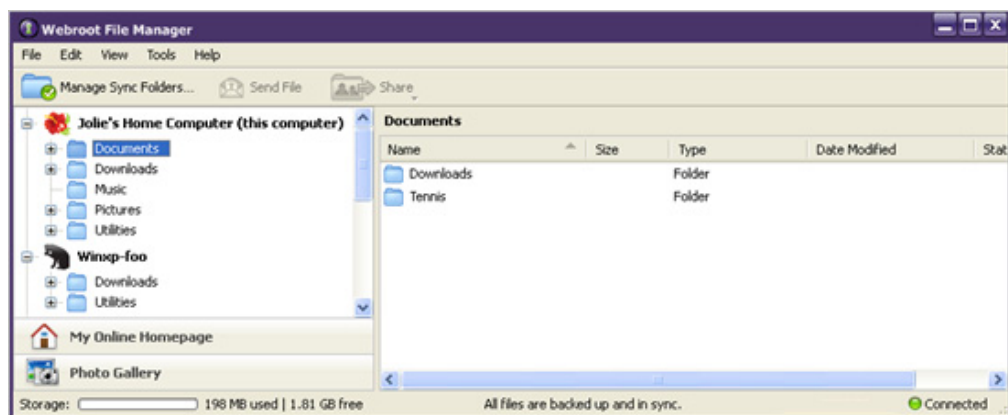 Webroot File Manager
File Edit View Tools Help
Manage Sync Folders... Send File Share
Jolie's Home Computer (this computer)
Documents
Downloads
Music
Pictures
Utilities
Winxp-foo
Downloads
Utilities
My Online Homepage
Photo Gallery
Documents
Name Size Type Date Modified Stat
Downloads Folder
Tennis Folder
Storage: 198 MB used | 1.81 GB free All files are backed up and in sync. Connected